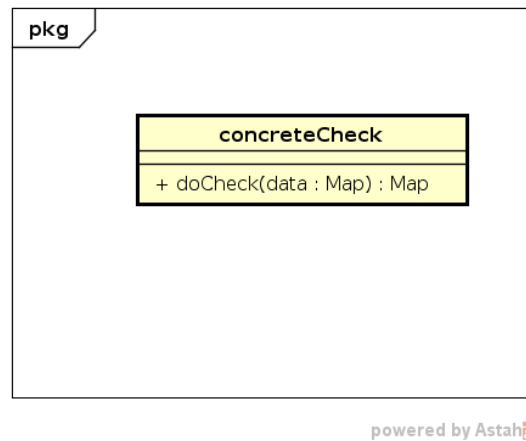 pkg
concreteCheck
+ doCheck(data : Map) : Map
powered by Astah